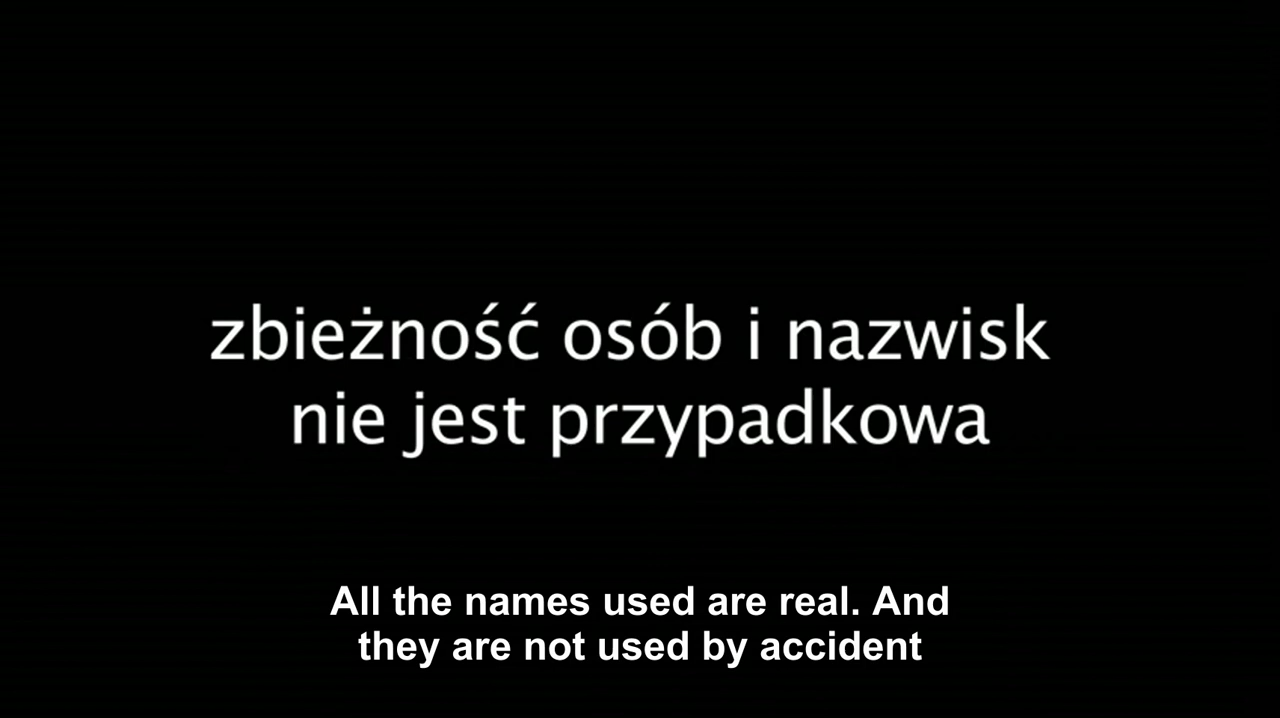 zbieżność osób i nazwisk
nie jest przypadkowa
All the names used are real. And
they are not used by accident